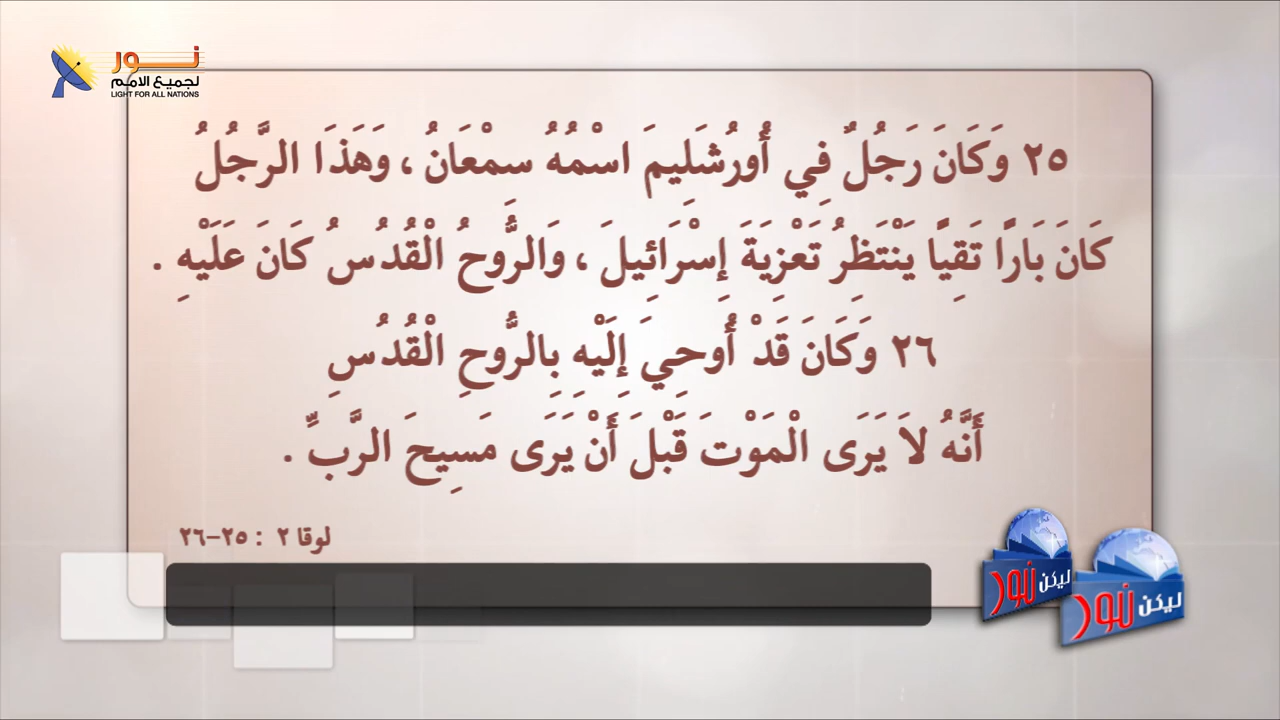 نور
لجميع الامم
LIGHT FOR ALL NATIONS
٢٥ وَكَانَ رَجُلٌ فِي أُورُشَلِيمَ اسْمُهُ سِمْعَانُ ، وَهَذَا الرَّجُلُ
كَانَ بَارًا تَقِيًا يَنْتَظِرُ تَعْزِيَةَ إِسْرَائِيلَ ، وَالرُّوحُ الْقُدُسُ كَانَ عَلَيْهِ .
٢٦ وَكَانَ قَدْ أُوحِيَ إِلَيْهِ بِالرُّوحِ الْقُدُسِ
أَنَّهُ لاَ يَرَى الْمَوْتَ قَبْلَ أَنْ يَرَى مَسِيحَ الرَّبِّ .
لوقا ٢ : ٢٥-٢٦
ليكن نور
ليكن نور